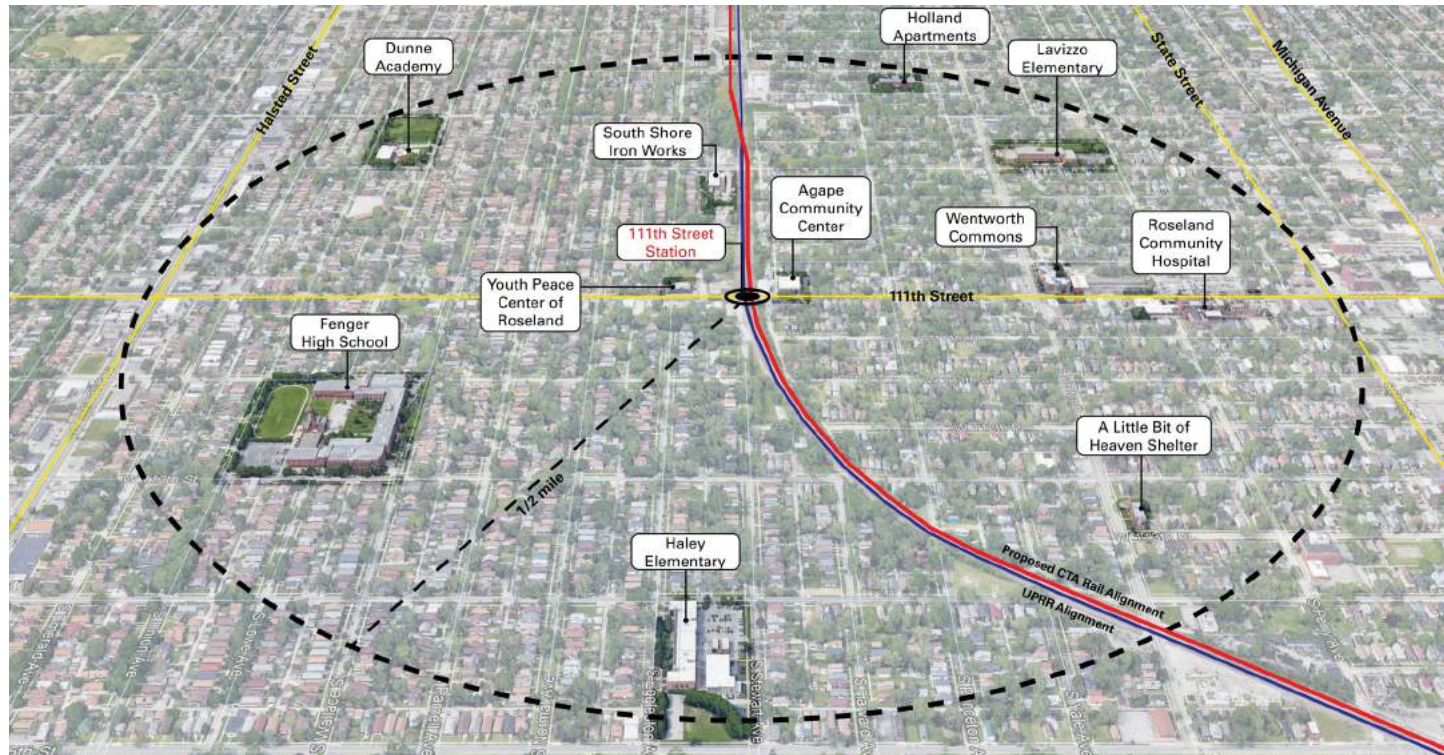 Holland
Apartments
Dunne
Academy
Lavizzo
Elementary
Halsted Street
State Street
Michigan Avenue
South Shore
Iron Works
Agape
Community
Center
111th Street
Station
Wentworth
Commons
Roseland
Community
Hospital
Youth Peace
Center of
Roseland
111th Street
Fenger
High School
A Little Bit of
Heaven Shelter
1/2 mile
Haley
Elementary
Proposed CTA Rail Alignment
UPRR Alignment
S Stewart Ave